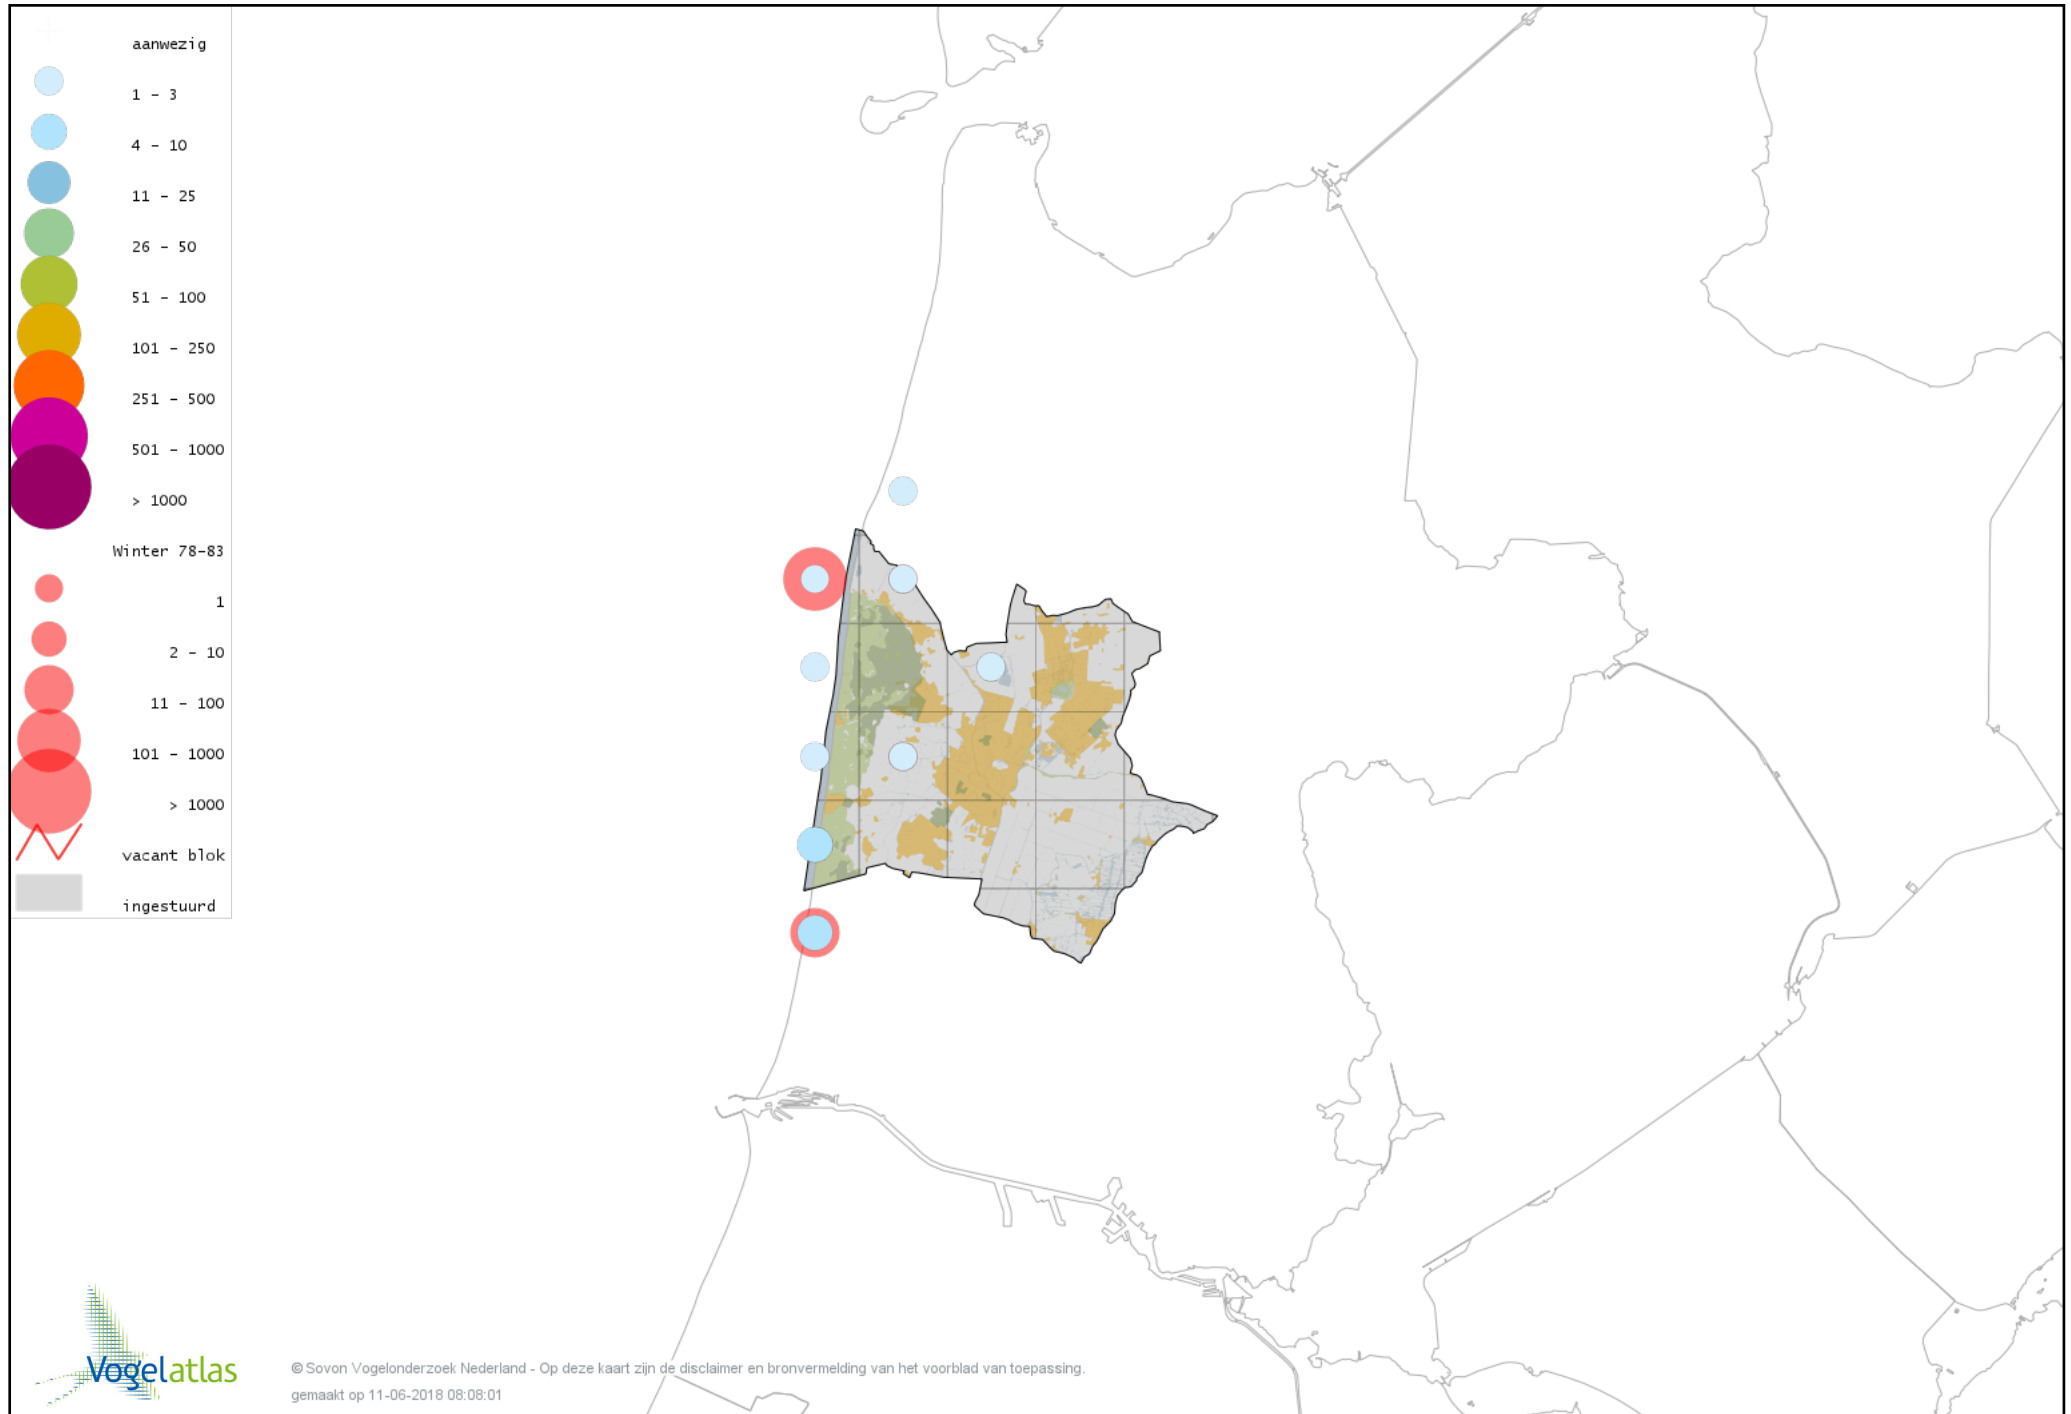 aanwezig
1 - 3
4 - 10
11 - 25
26 - 50
51 - 100
101 - 250
251 - 500
501 - 1000
> 1000
Winter 78-83
1
2 - 10
11 - 100
101 - 1000
> 1000
vacant blok
ingestuurd
Vogelatlas
© Sovon Vogelonderzoek Nederland - Op deze kaart zijn de disclaimer en bronvermelding van het voorblad van toepassing.
gemaakt op 11-06-2018 08:08:01